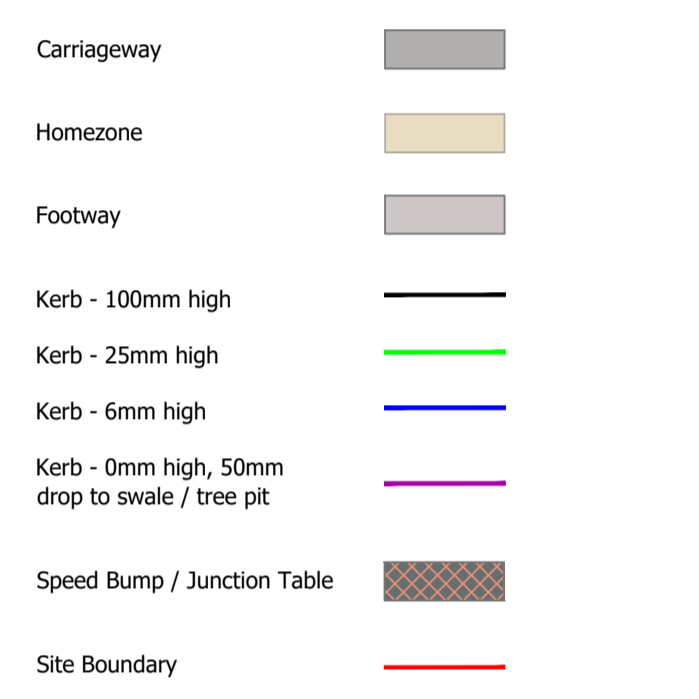 Carriageway
Homezone
Footway
Kerb - 100mm high
Kerb - 25mm high
Kerb - 6mm high
Kerb - 0mm high, 50mm
drop to swale / tree pit
Speed Bump / Junction Table
Site Boundary